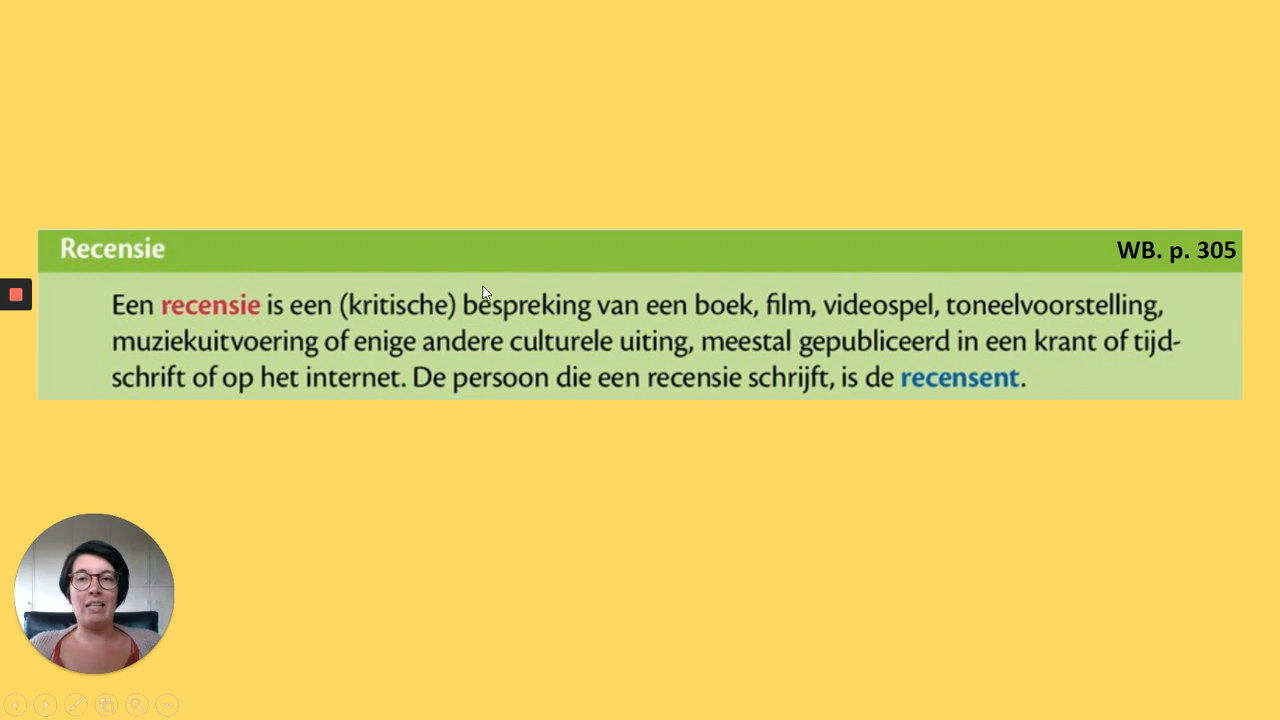 Recensie
WB. p. 305
Een recensie is een (kritische) bespreking van een boek, film, videospel, toneelvoorstelling,
muziekuitvoering of enige andere culturele uiting, meestal gepubliceerd in een krant of tijd-
schrift of op het internet. De persoon die een recensie schrijft, is de recensent.